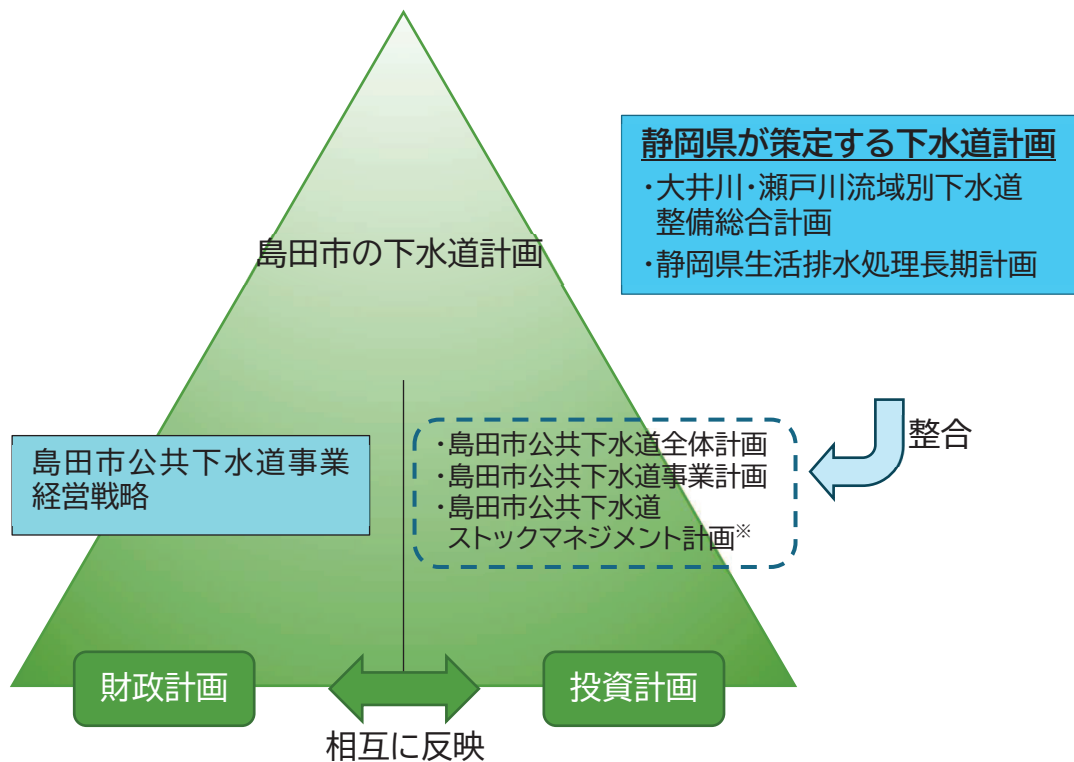 静岡県が策定する下水道計画
・大井川・瀬戸川流域別下水道
整備総合計画
・静岡県生活排水処理長期計画
島田市の下水道計画
整合
島田市公共下水道事業
経営戦略
・島田市公共下水道全体計画
・島田市公共下水道事業計画
・島田市公共下水道
ストックマネジメント計画※
財政計画
投資計画
相互に反映